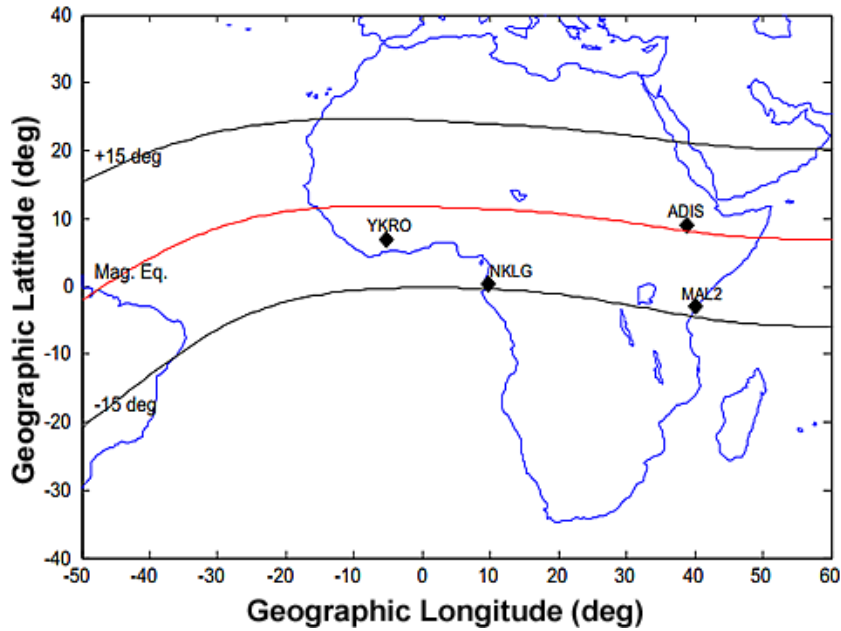 Geographic Latitude (deg)
40
30
20
10
0
-10
-20
-30
-40
+15 deg
ADIS
YKRO
Mag. Eq.
NKLG
MAL2
-15 deg
-50
-40
-30
-20
-10
0
10
20
30
40
50
60
Geographic Longitude (deg)